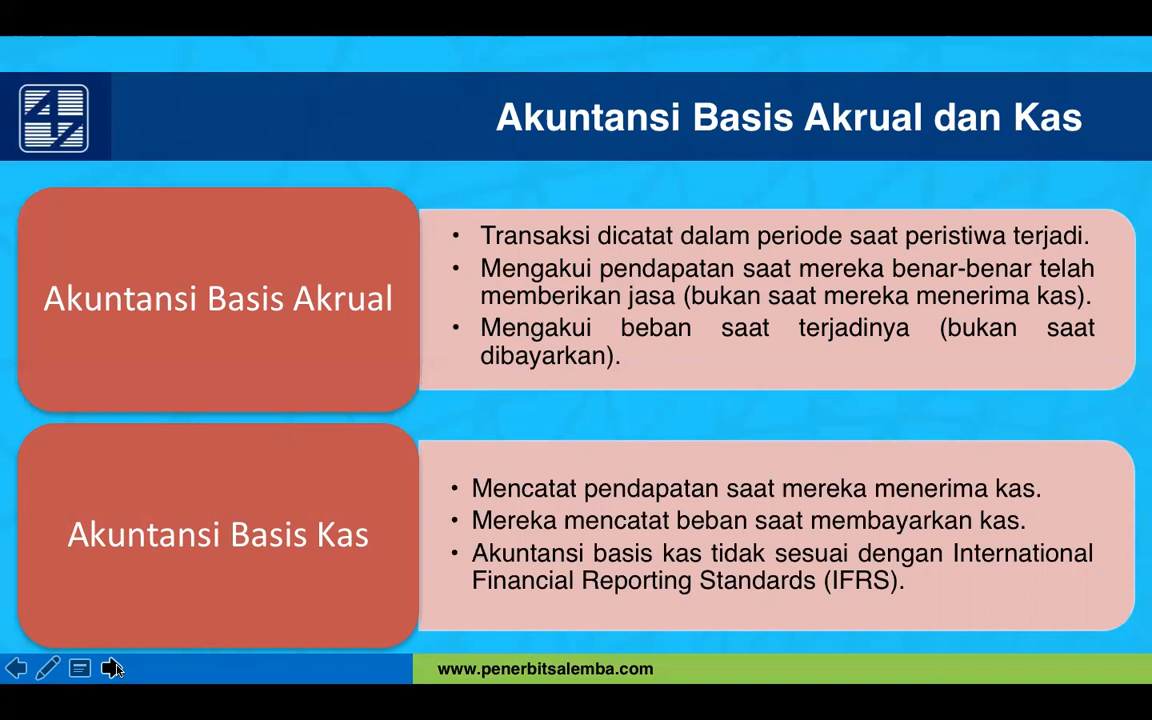 Akuntansi Basis Akrual dan Kas
Akuntansi Basis Akrual
• Transaksi dicatat dalam periode saat peristiwa terjadi.
• Mengakui pendapatan saat mereka benar-benar telah
memberikan jasa (bukan saat mereka menerima kas).
• Mengakui beban saat terjadinya (bukan saat
dibayarkan).
Akuntansi Basis Kas
• Mencatat pendapatan saat mereka menerima kas.
• Mereka mencatat beban saat membayarkan kas.
• Akuntansi basis kas tidak sesuai dengan International
Financial Reporting Standards (IFRS).
www.penerbitsalemba.com